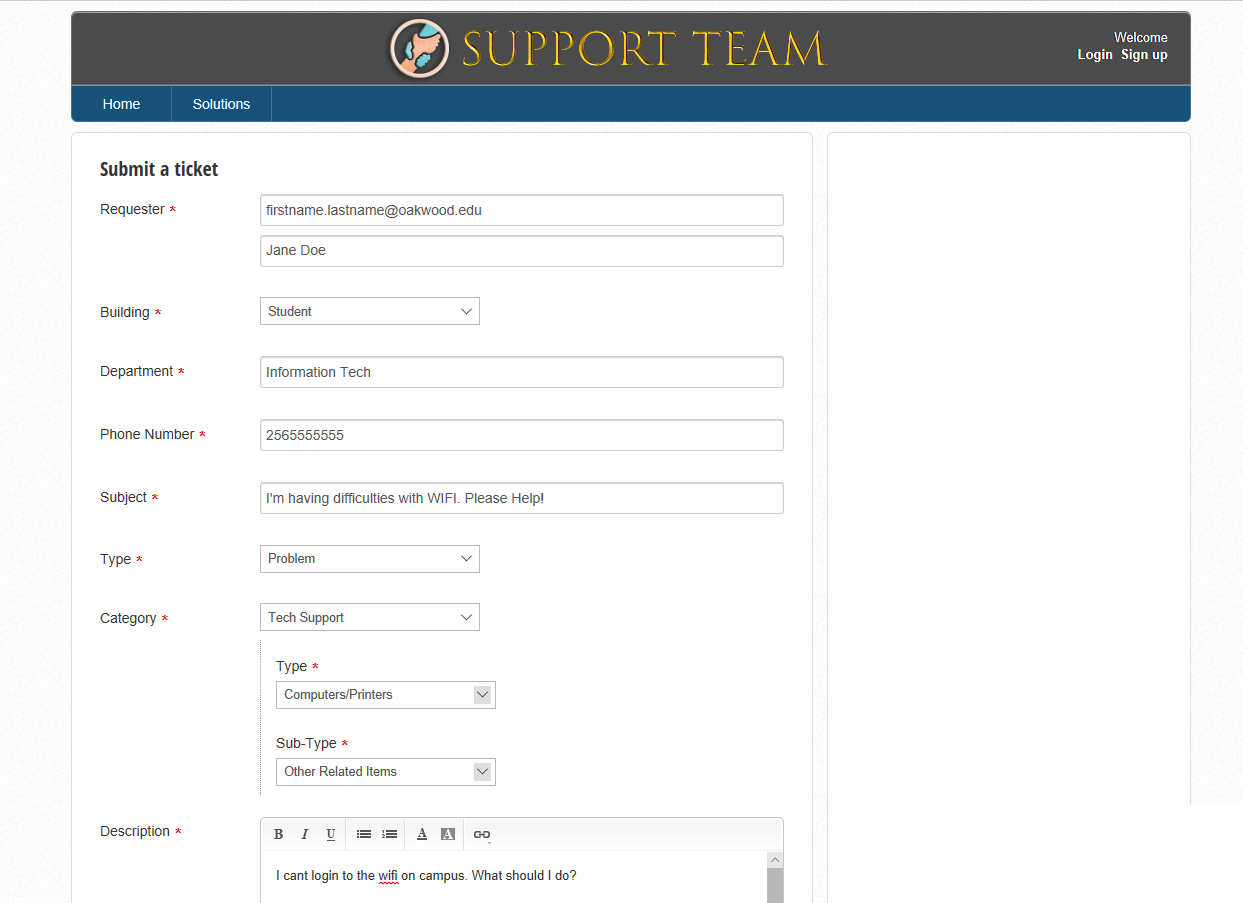 SUPPORT TEAM
Welcome
Login Sign up
Home Solutions
Submit a ticket
Requester *
firstname.lastname@oakwood.edu
Jane Doe
Building *
Student
Department *
Information Tech
Phone Number *
2565555555
Subject *
I'm having difficulties with WIFI. Please Help!
Type *
Problem
Category *
Tech Support
Type *
Computers/Printers
Sub-Type *
Other Related Items
Description *
B I U A A
I cant login to the wifi on campus. What should I do?